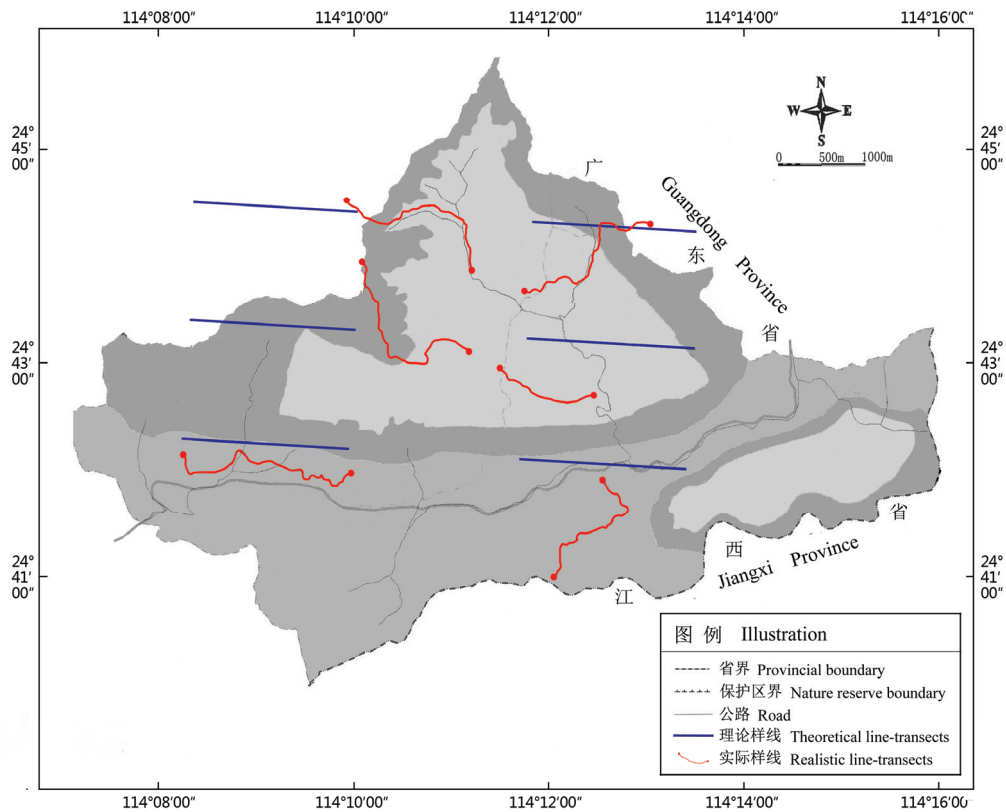 114°08′00″ 114°10′00″ 114°12′00″ 114°14′00″ 114°16′00″
N
W E
S
0 500m 1000m
24°
45′
00″
24°
45′
00″
广
Guangdong Province
东
省
24°
43′
00″
24°
43′
00″
省
西
Jiangxi Province
江
24°
41′
00″
24°
41′
00″
图 例 Illustration
省界 Provincial boundary
保护区界 Nature reserve boundary
公路 Road
理论样线 Theoretical line-transects
实际样线 Realistic line-transects
114°08′00″ 114°10′00″ 114°12′00″ 114°14′00″ 114°16′00″